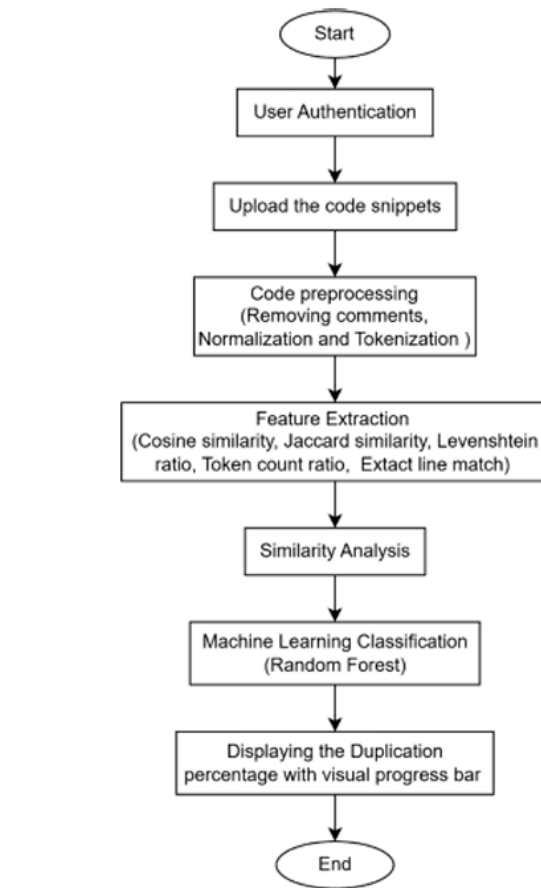 Start
User Authentication
Upload the code snippets
Code preprocessing
(Removing comments,
Normalization and Tokenization )
Feature Extraction
(Cosine similarity, Jaccard similarity, Levenshtein
ratio, Token count ratio, Extact line match)
Similarity Analysis
Machine Learning Classification
(Random Forest)
Displaying the Duplication
percentage with visual progress bar
End